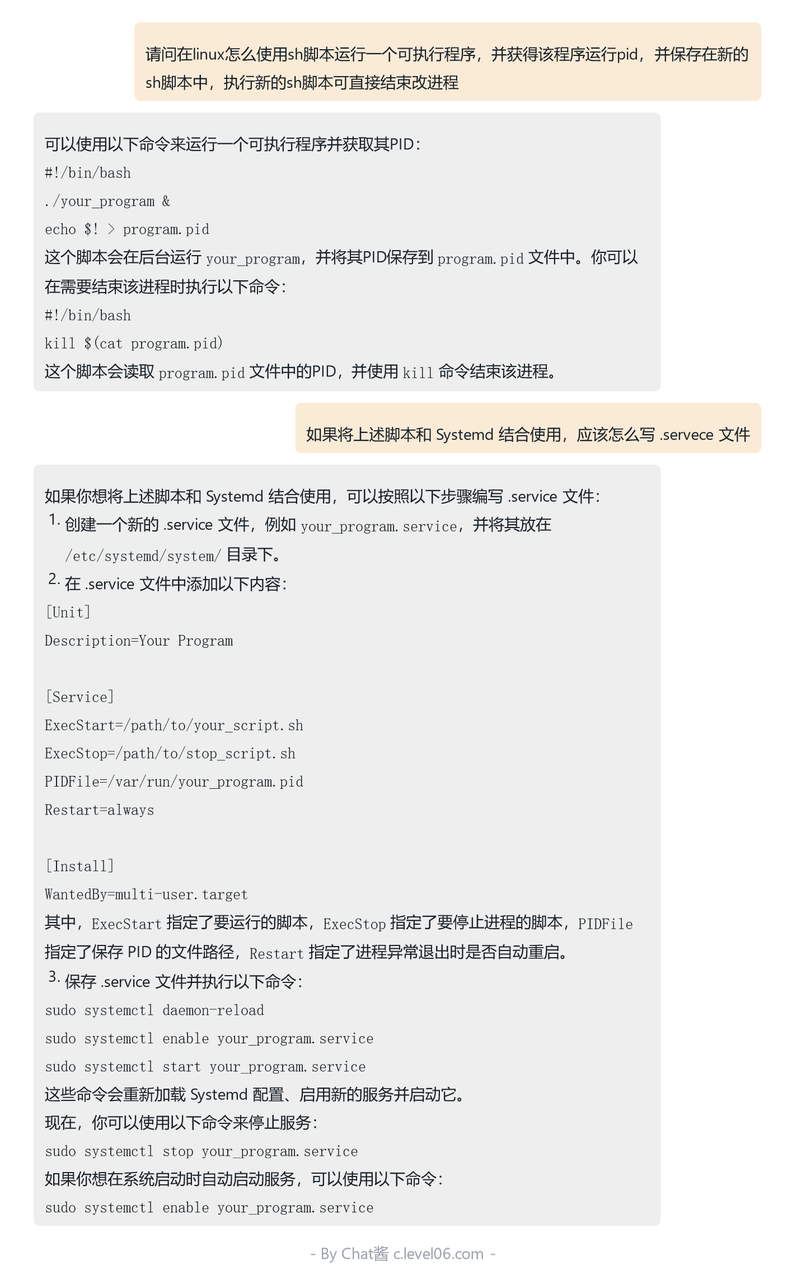 请问在linux怎么使用sh脚本运行一个可执行程序，并获得该程序运行pid，并保存在新的
sh脚本中，执行新的sh脚本可直接结束改进程
可以使用以下命令来运行一个可执行程序并获取其PID：
#!/bin/bash
./your_program &
echo $! > program.pid
这个脚本会在后台运行 your_program，并将其PID保存到 program.pid 文件中。你可以
在需要结束该进程时执行以下命令：
#!/bin/bash
kill $(cat program.pid)
这个脚本会读取 program.pid 文件中的PID，并使用 kill 命令结束该进程。
如果将上述脚本和 Systemd 结合使用，应该怎么写 .servece 文件
如果你想将上述脚本和 Systemd 结合使用，可以按照以下步骤编写 .service 文件：
1. 创建一个新的 .service 文件，例如 your_program.service，并将其放在
/etc/systemd/system/ 目录下。
2. 在 .service 文件中添加以下内容：
[Unit]
Description=Your Program
[Service]
ExecStart=/path/to/your_script.sh
ExecStop=/path/to/stop_script.sh
PIDFile=/var/run/your_program.pid
Restart=always
[Install]
WantedBy=multi-user.target
其中，ExecStart 指定了要运行的脚本，ExecStop 指定了要停止进程的脚本，PIDFile
指定了保存 PID 的文件路径，Restart 指定了进程异常退出时是否自动重启。
3. 保存 .service 文件并执行以下命令：
sudo systemctl daemon-reload
sudo systemctl enable your_program.service
sudo systemctl start your_program.service
这些命令会重新加载 Systemd 配置、启用新的服务并启动它。
现在，你可以使用以下命令来停止服务：
sudo systemctl stop your_program.service
如果你想在系统启动时自动启动服务，可以使用以下命令：
sudo systemctl enable your_program.service
- By Chat酱 c.level06.com -